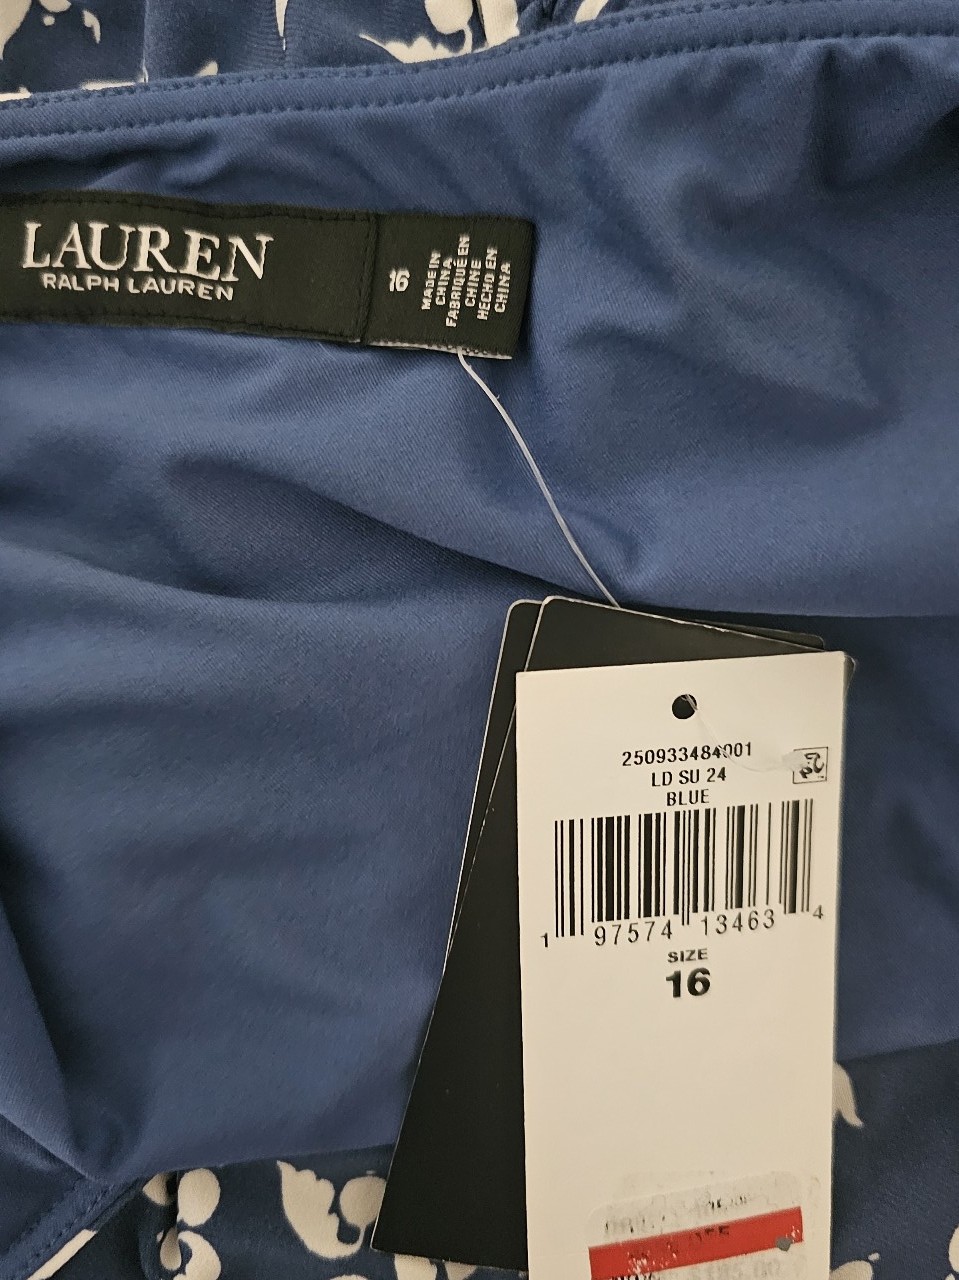 LAUREN
RALPH LAUREN
16
MADE IN
CHINA
FABRIQUÉ EN
CHINE
HECHO EN
CHINA
250933484001
LD SU 24
BLUE
1 97574 13463 4
SIZE
16